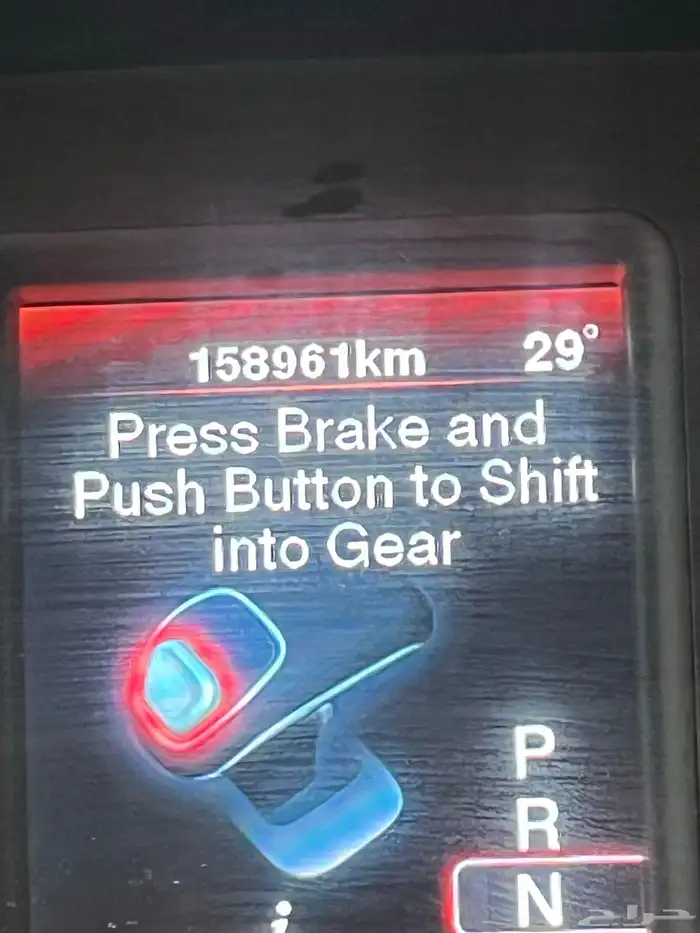 158961km 29°
Press Brake and
Push Button to Shift
into Gear
P
R
N
i
حراج